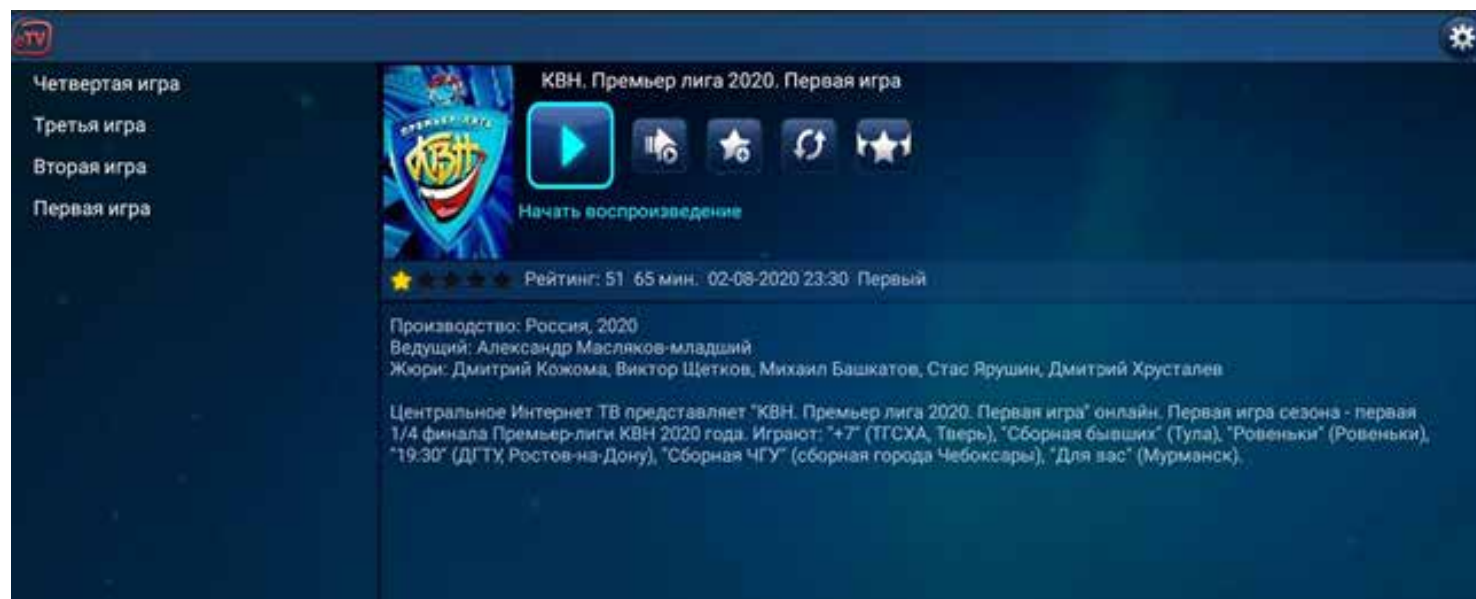 eTV
КВН. Премьер лига 2020. Первая игра
Четвертая игра
Третья игра
Вторая игра
Первая игра
ПРЕМЬЕР-ЛИГА
КВН
Начать воспроизведение
Рейтинг: 51 65 мин. 02-08-2020 23:30 Первый
Производство: Россия, 2020
Ведущий: Александр Масляков-младший
Жюри: Дмитрий Кожома, Виктор Щетков, Михаил Башкатов, Стас Ярушин, Дмитрий Хрусталев
Центральное Интернет ТВ представляет "КВН. Премьер лига 2020. Первая игра" онлайн. Первая игра сезона - первая
1/4 финала Премьер-лиги КВН 2020 года. Играют: "+7" (ТГСХА, Тверь), "Сборная бывших" (Тула), "Ровеньки" (Ровеньки),
"19:30" (ДГТУ, Ростов-на-Дону), "Сборная ЧГУ" (сборная города Чебоксары), "Для вас" (Мурманск).